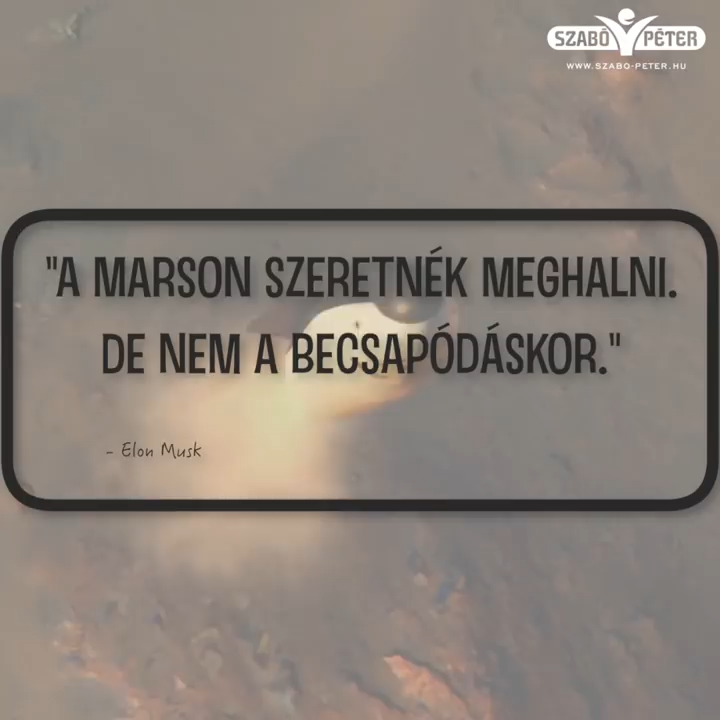 SZABÓ PÉTER
WWW.SZABO-PETER.HU
"A MARSON SZERETNÉK MEGHALNI.
DE NEM A BECSAPÓDÁSKOR."
- Elon Musk